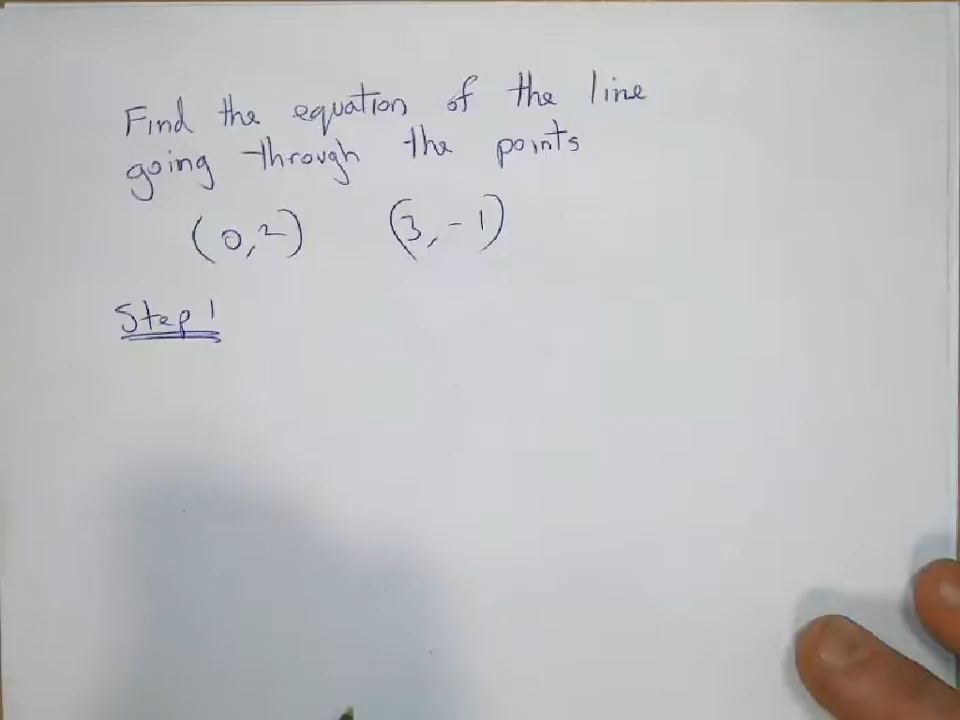 Find the equation of the line
going through the points
(0,2) (3,-1)
Step 1